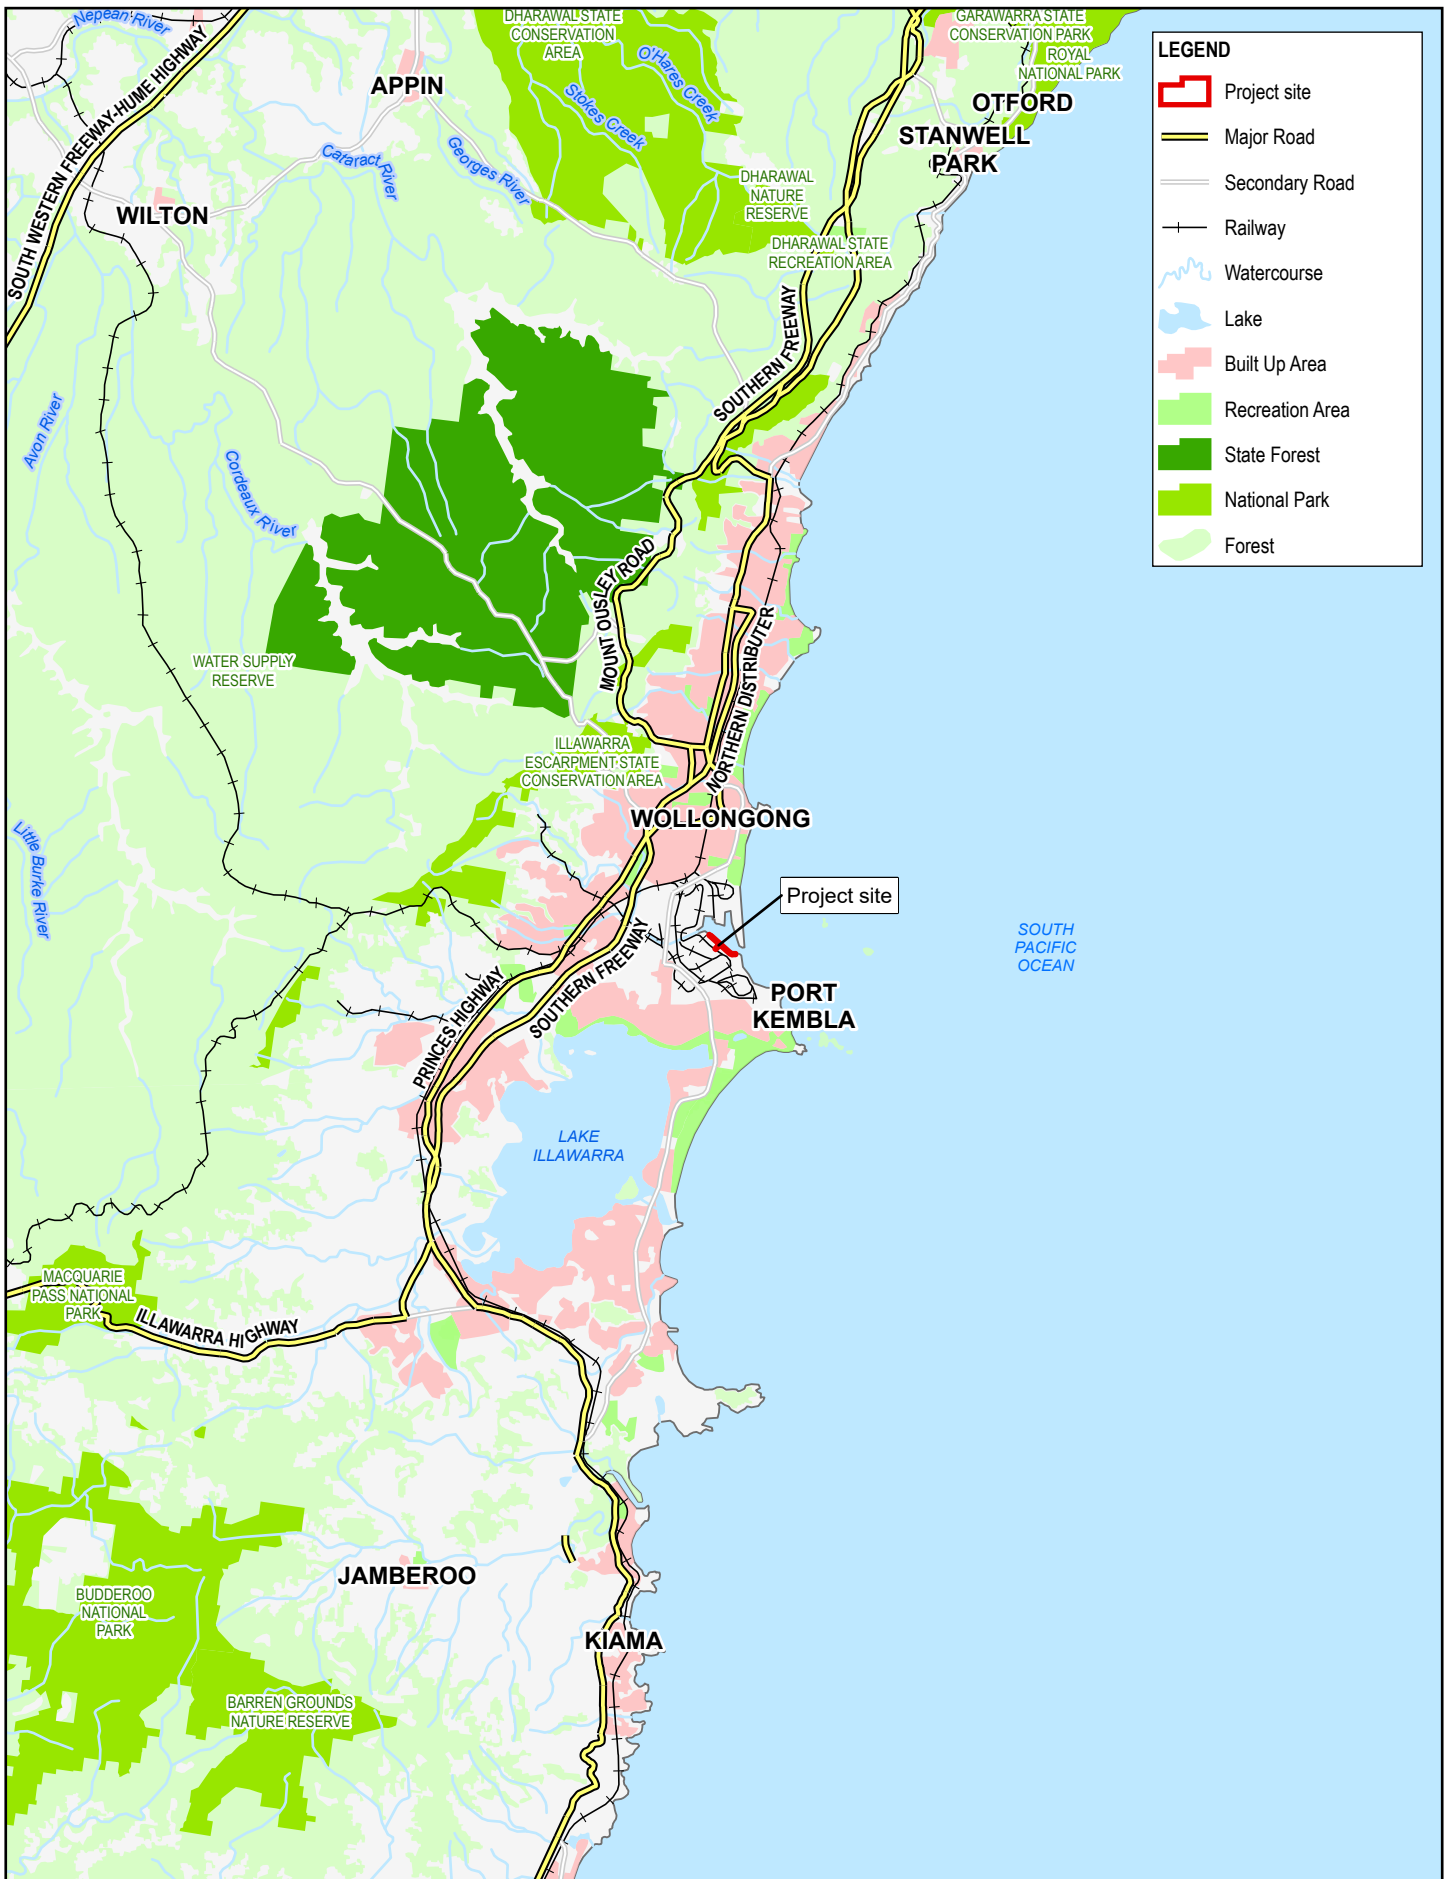 Nepean River
DHARAWAL STATE
CONSERVATION
AREA
GARAWARRA STATE
CONSERVATION PARK
ROYAL
NATIONAL PARK
LEGEND
Project site
Major Road
Secondary Road
Railway
Watercourse
Lake
Built Up Area
Recreation Area
State Forest
National Park
Forest
SOUTH WESTERN FREEWAY-HUME HIGHWAY
APPIN
O'Hares Creek
Stokes Creek
OTFORD
STANWELL
PARK
Cataract River
Georges River
DHARAWAL
NATURE
RESERVE
WILTON
DHARAWAL STATE
RECREATION AREA
SOUTHERN FREEWAY
Avon River
Cordeaux River
MOUNT OUSLEY ROAD
NORTHERN DISTRIBUTER
WATER SUPPLY
RESERVE
ILLAWARRA
ESCARPMENT STATE
CONSERVATION AREA
WOLLONGONG
Little Burke River
Project site
SOUTH
PACIFIC
OCEAN
PRINCES HIGHWAY
SOUTHERN FREEWAY
PORT
KEMBLA
LAKE
ILLAWARRA
MACQUARIE
PASS NATIONAL
PARK
ILLAWARRA HIGHWAY
JAMBEROO
BUDDEROO
NATIONAL
PARK
KIAMA
BARREN GROUNDS
NATURE RESERVE